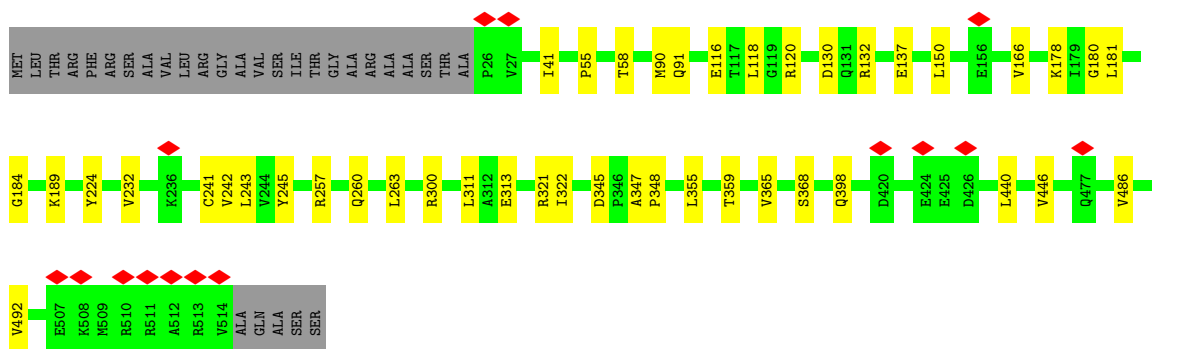 MET LEU THR ARG PHE ARG SER ALA VAL LEU ARG GLY ALA VAL SER ILE THR GLY ALA ARG ALA ALA SER THR ALA P26 V27 I41 P55 T58 M90 Q91 E116 T117 L118 G119 R120 D130 Q131 R132 E137 L150 E156 V166 K178 I179 G180 L181
G184 K189 Y224 V232 K236 C241 V242 L243 V244 Y245 R257 Q260 L263 R300 L311 A312 E313 R321 I322 D345 P346 A347 P348 L355 T359 V365 S368 Q398 D420 E424 E425 D426 L440 V446 Q477 V486
V492 E507 K508 M509 R510 R511 A512 R513 V514 ALA GLN ALA SER SER